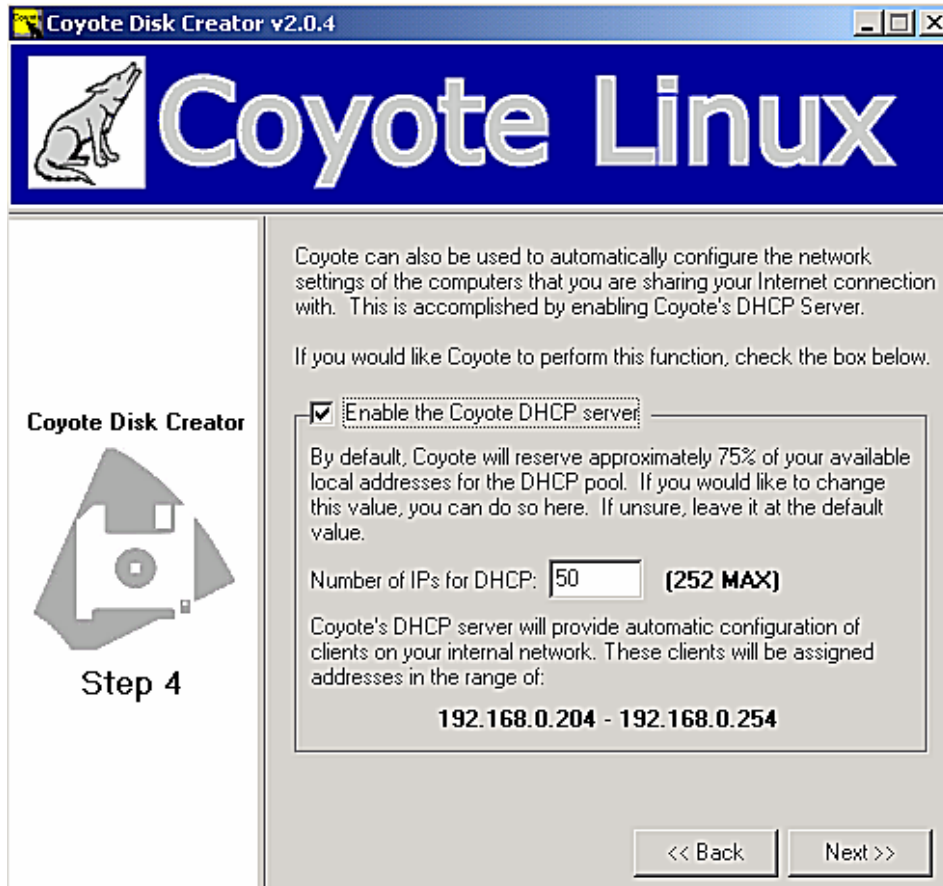 Coyote Disk Creator v2.0.4
Coyote Linux
Coyote can also be used to automatically configure the network
settings of the computers that you are sharing your Internet connection
with. This is accomplished by enabling Coyote's DHCP Server.
If you would like Coyote to perform this function, check the box below.
Coyote Disk Creator
Step 4
Enable the Coyote DHCP server
By default, Coyote will reserve approximately 75% of your available
local addresses for the DHCP pool. If you would like to change
this value, you can do so here. If unsure, leave it at the default
value.
Number of IPs for DHCP: 50 (252 MAX)
Coyote's DHCP server will provide automatic configuration of
clients on your internal network. These clients will be assigned
addresses in the range of:
192.168.0.204 - 192.168.0.254
<< Back Next >>